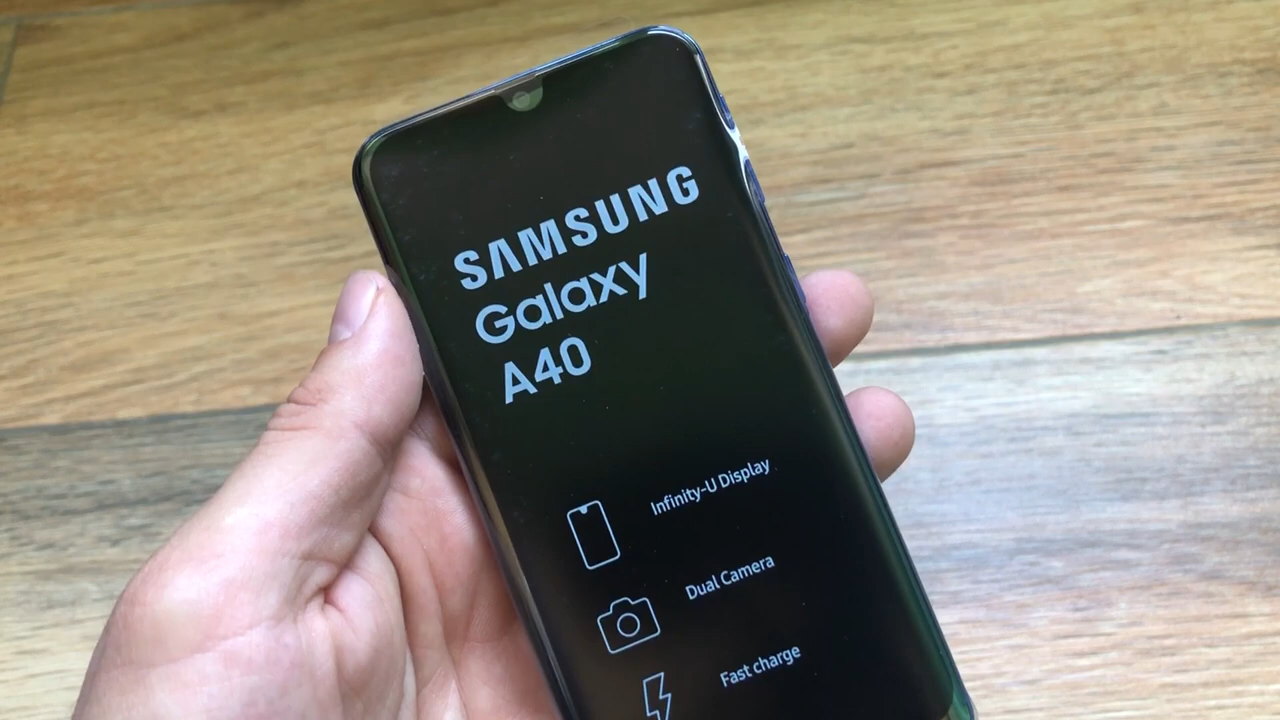 SAMSUNG
Galaxy
A40
Infinity-U Display
Dual Camera
Fast charge